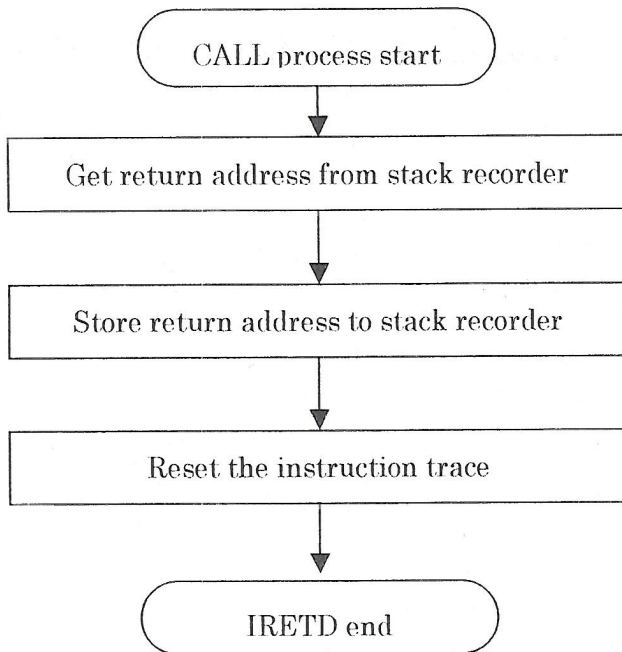 CALL process start
Get return address from stack recorder
Store return address to stack recorder
Reset the instruction trace
IRETD end